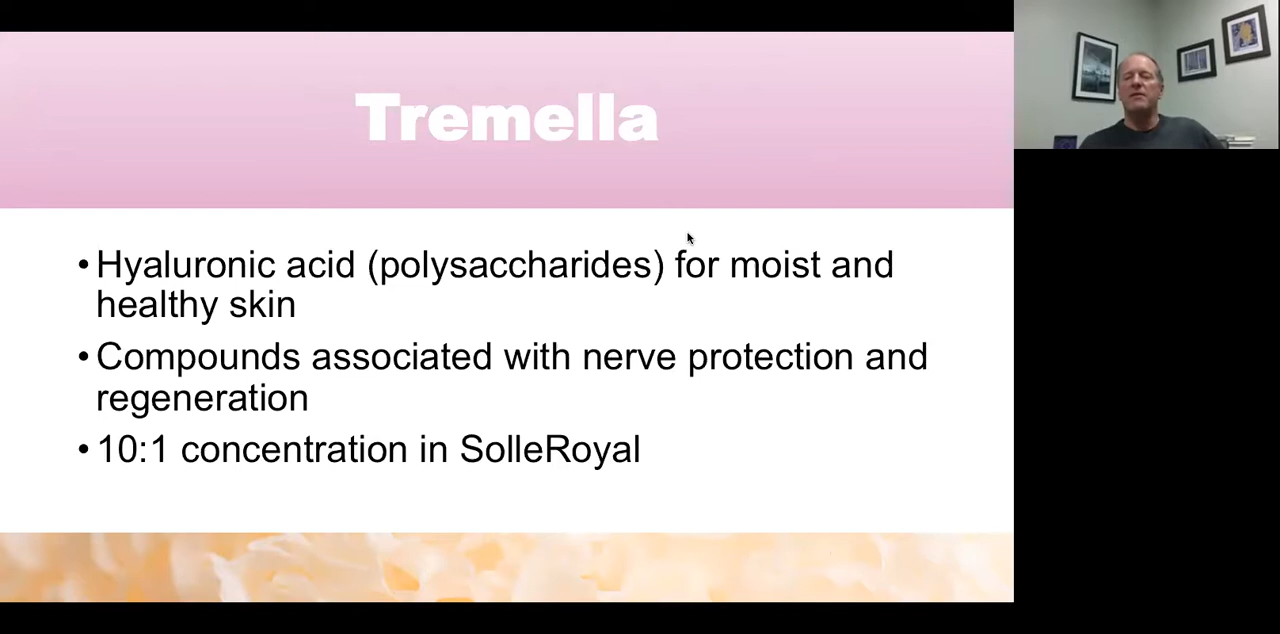 Tremella
• Hyaluronic acid (polysaccharides) for moist and
healthy skin
• Compounds associated with nerve protection and
regeneration
• 10:1 concentration in SolleRoyal